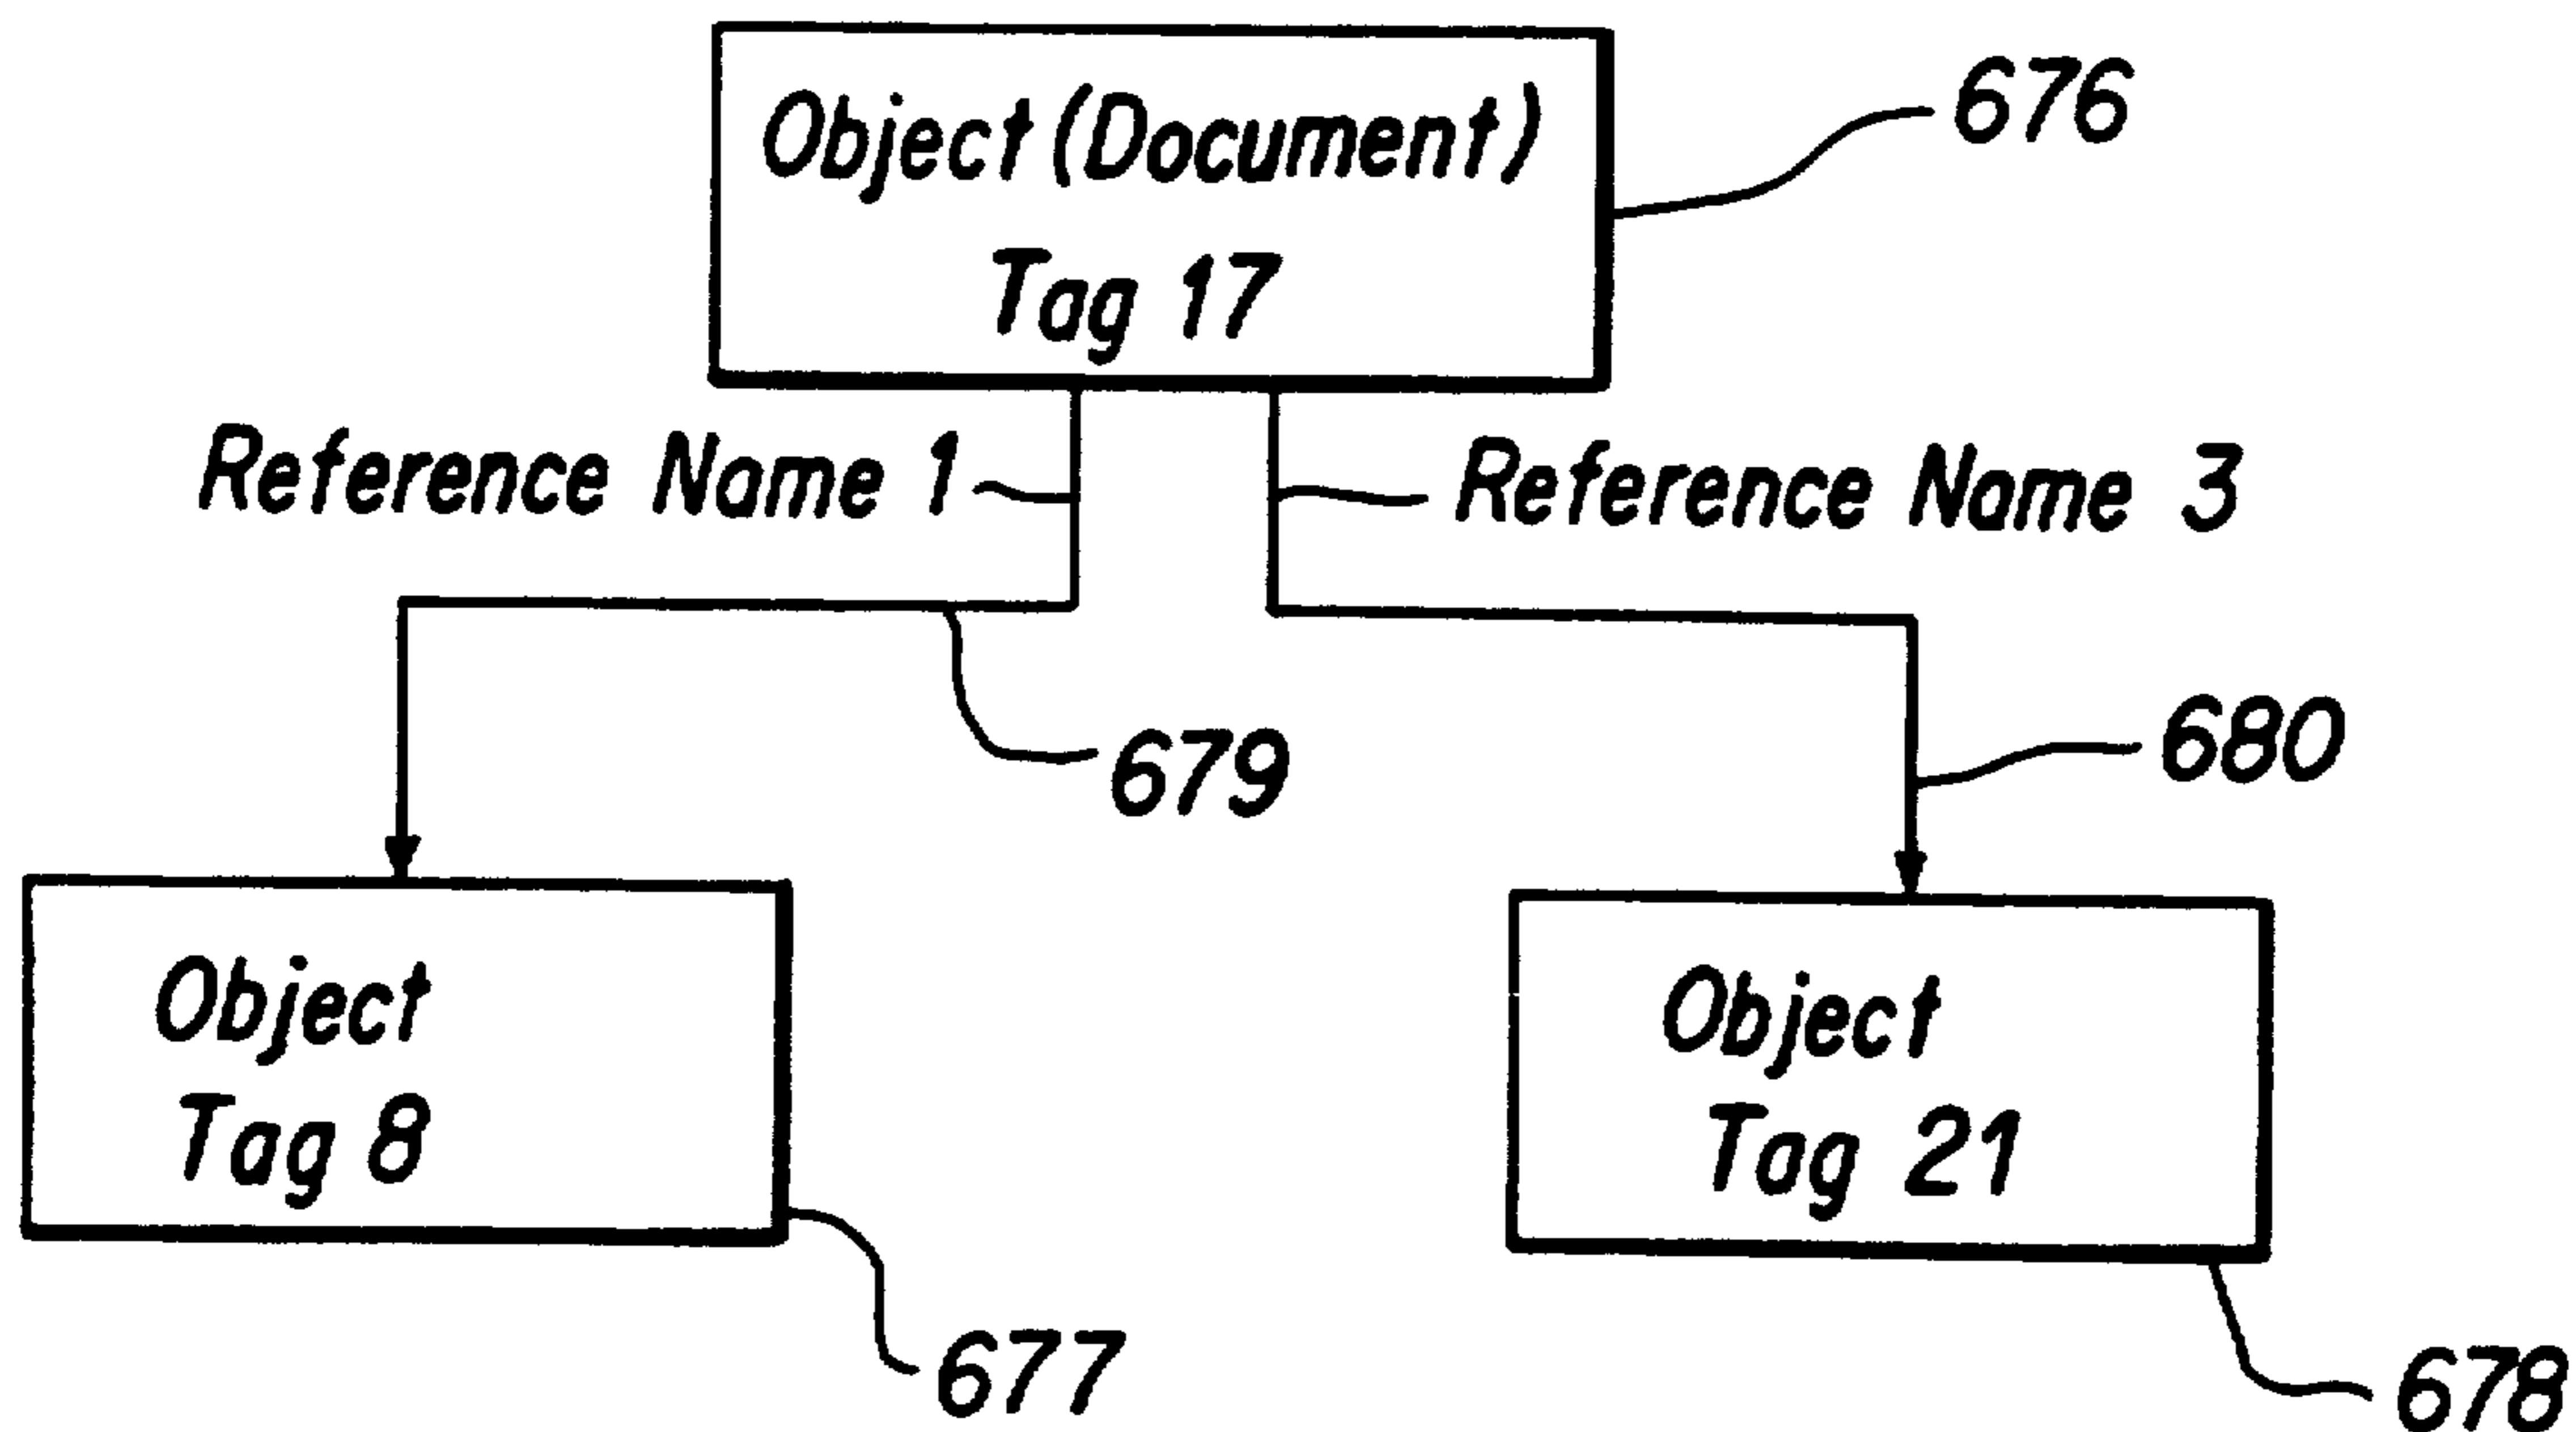 Object (Document)
Tag 17
676
Reference Name 1
Reference Name 3
679
680
Object
Tag 8
677
Object
Tag 21
678